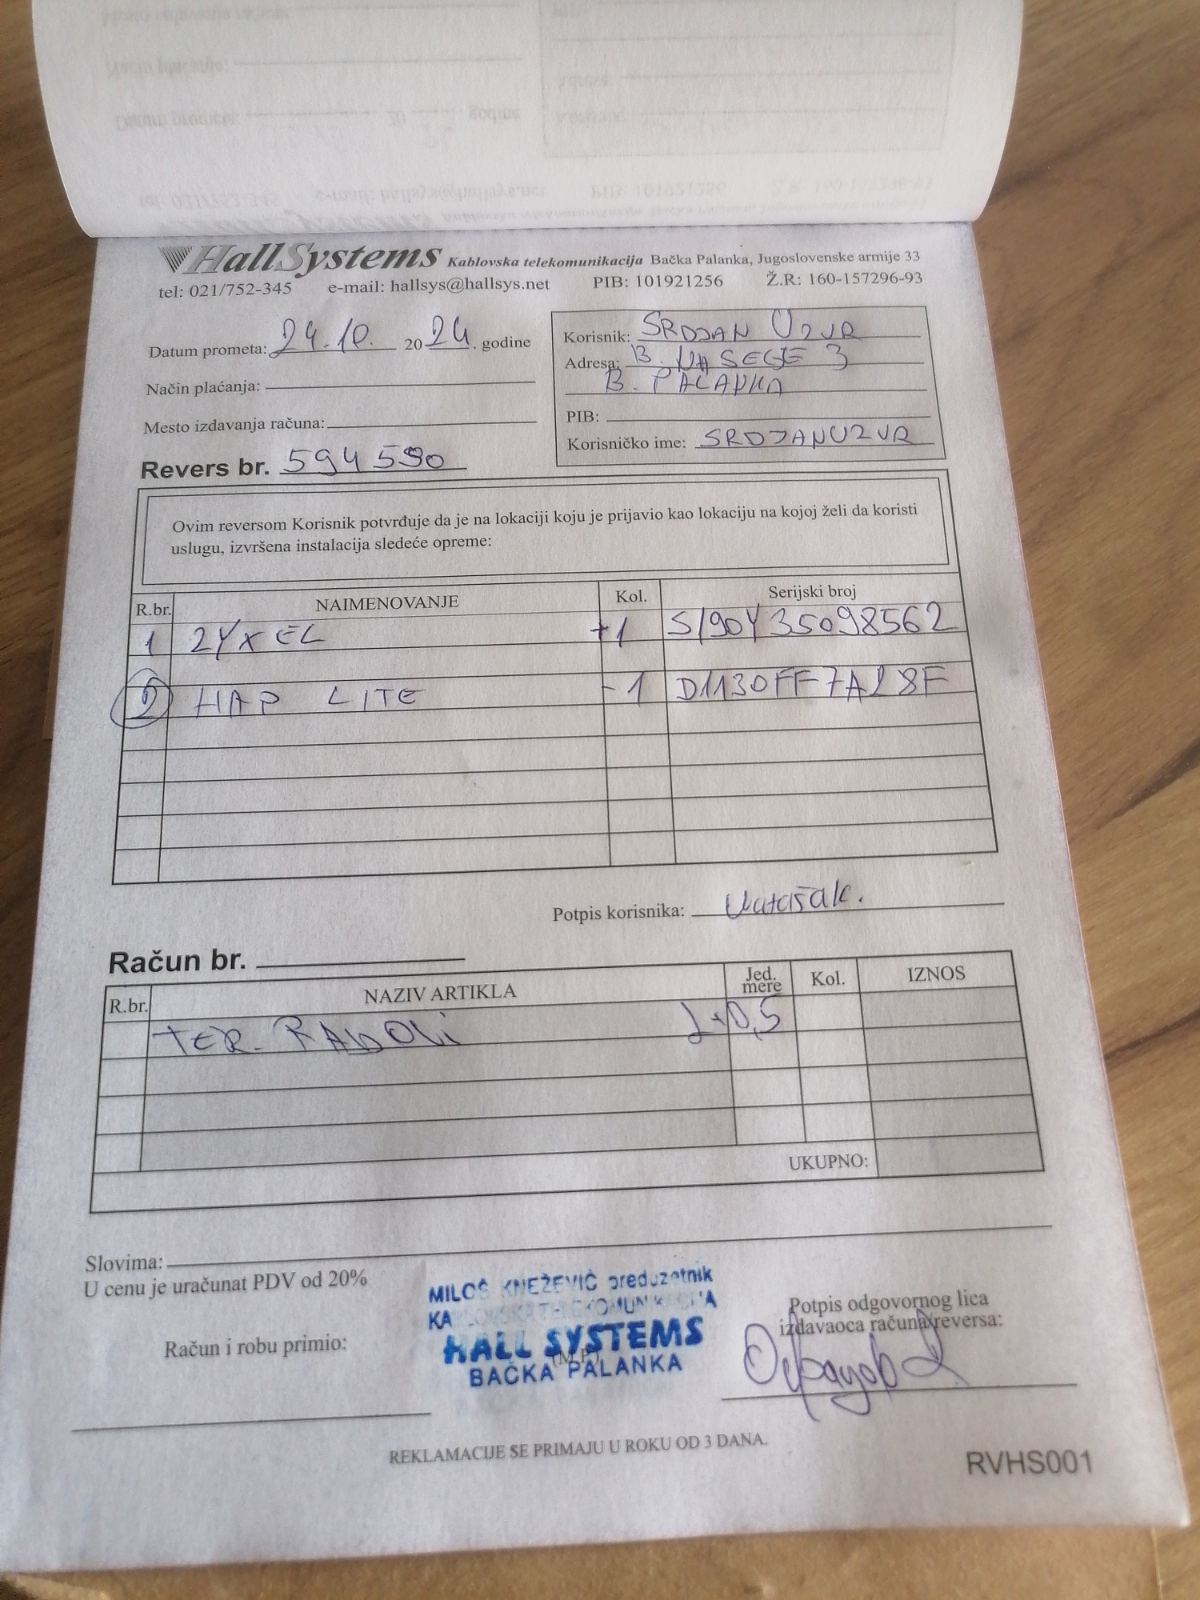 HallSystems Kablovska telekomunikacija Bačka Palanka, Jugoslovenske armije 33
tel: 021/752-345 e-mail: hallsys@hallsys.net PIB: 101921256 Ž.R: 160-157296-93
Datum prometa: 24.10. 2024. godine
Način plaćanja:
Mesto izdavanja računa:
Revers br. 594590
Korisnik: SRDJAN UZUR
Adresa: B. NASELJE 3
B. PALANKA
PIB:
Korisničko ime: SRDJANUZUR
Ovim reversom Korisnik potvrđuje da je na lokaciji koju je prijavio kao lokaciju na kojoj želi da koristi
uslugu, izvršena instalacija sledeće opreme:
R.br. NAIMENOVANJE Kol. Serijski broj
1 ZYXEL +1 S190Y35098562
2 HAP LITE -1 D1130FF7A28F
Potpis korisnika:
Račun br.
R.br. NAZIV ARTIKLA Jed. mere Kol. IZNOS
TER. RADOVI
UKUPNO:
Slovima:
U cenu je uračunat PDV od 20%
Račun i robu primio:
MILOŠ KNEŽEVIĆ preduzetnik
KABLOVSKA TELEKOMUNIKACIJA
HALL SYSTEMS
(M.P.)
BAČKA PALANKA
Potpis odgovornog lica
izdavaoca računa/reversa:
REKLAMACIJE SE PRIMAJU U ROKU OD 3 DANA.
RVHS001